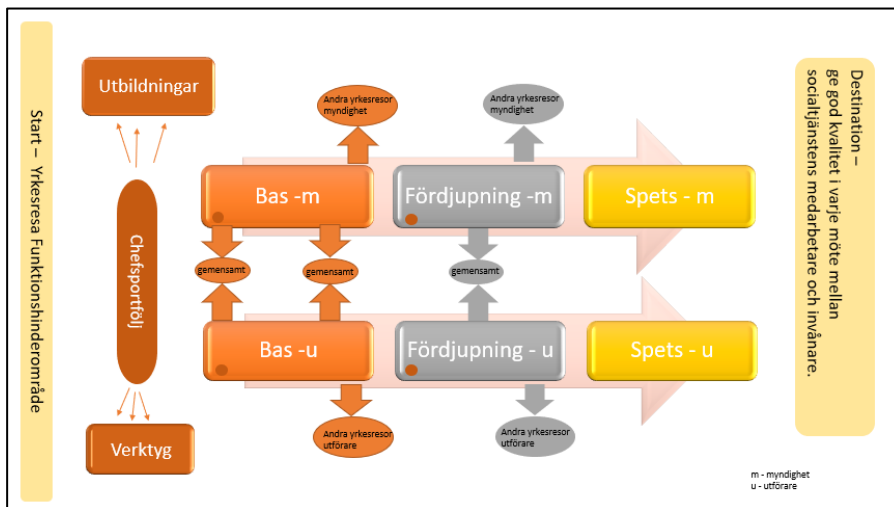 Start – Yrkesresa Funktionshinderområde
Utbildningar
Chefsportfölj
Verktyg
Andra yrkesresor
myndighet
Andra yrkesresor
myndighet
Bas -m
Fördjupning -m
Spets - m
gemensamt
gemensamt
gemensamt
Bas -u
Fördjupning - u
Spets - u
Andra yrkesresor
utförare
Andra yrkesresor
utförare
Destination –
ge god kvalitet i varje möte mellan
socialtjänstens medarbetare och invånare.
m - myndighet
u - utförare